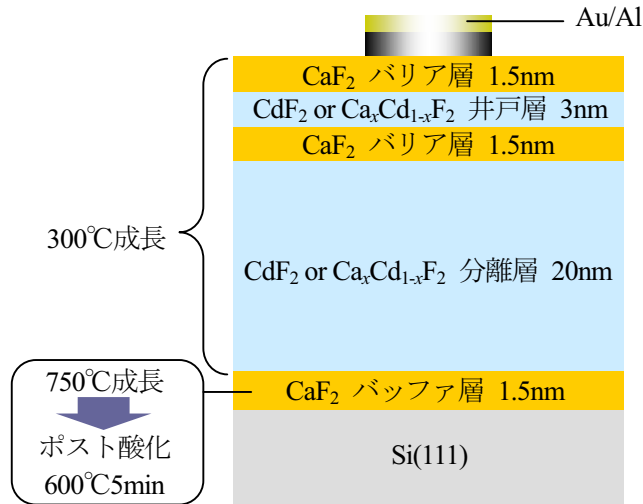 Au/Al
CaF₂ バリア層 1.5nm
CdF₂ or CaₓCd₁₋ₓF₂ 井戸層 3nm
CaF₂ バリア層 1.5nm
300℃成長
CdF₂ or CaₓCd₁₋ₓF₂ 分離層 20nm
750℃成長
ポスト酸化
600℃5min
CaF₂ バッファ層 1.5nm
Si(111)